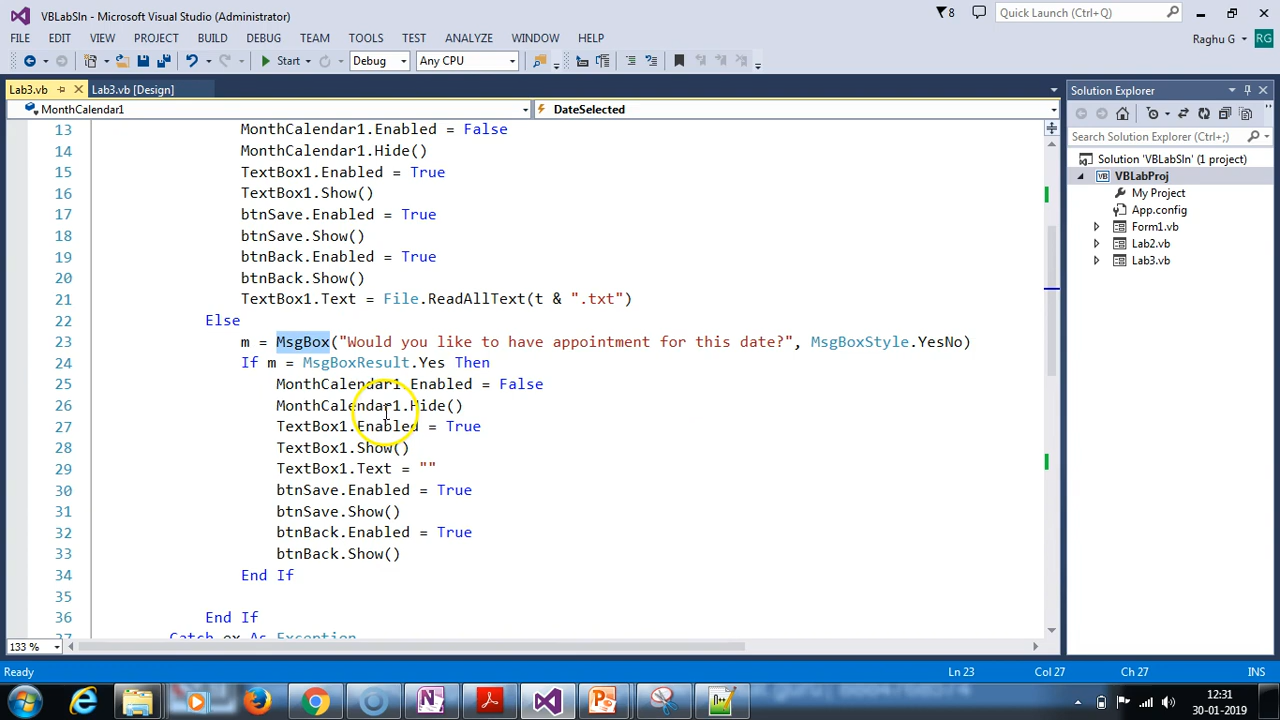 VBLabSln - Microsoft Visual Studio (Administrator)
8
Quick Launch (Ctrl+Q)
FILE EDIT VIEW PROJECT BUILD DEBUG TEAM TOOLS TEST ANALYZE WINDOW HELP
Raghu G
RG
Start
Debug
Any CPU
Lab3.vb
Lab3.vb [Design]
Solution Explorer
MonthCalendar1
DateSelected
Search Solution Explorer (Ctrl+;)
Solution 'VBLabSln' (1 project)
VB VBLabProj
My Project
App.config
Form1.vb
Lab2.vb
Lab3.vb
13 MonthCalendar1.Enabled = False
14 MonthCalendar1.Hide()
15 TextBox1.Enabled = True
16 TextBox1.Show()
17 btnSave.Enabled = True
18 btnSave.Show()
19 btnBack.Enabled = True
20 btnBack.Show()
21 TextBox1.Text = File.ReadAllText(t & ".txt")
22 Else
23 m = MsgBox("Would you like to have appointment for this date?", MsgBoxStyle.YesNo)
24 If m = MsgBoxResult.Yes Then
25 MonthCalendar1.Enabled = False
26 MonthCalendar1.Hide()
27 TextBox1.Enabled = True
28 TextBox1.Show()
29 TextBox1.Text = ""
30 btnSave.Enabled = True
31 btnSave.Show()
32 btnBack.Enabled = True
33 btnBack.Show()
34 End If
35
36 End If
37 Catch ex As Exception
133 %
Ready
Ln 23
Col 27
Ch 27
INS
12:31
30-01-2019